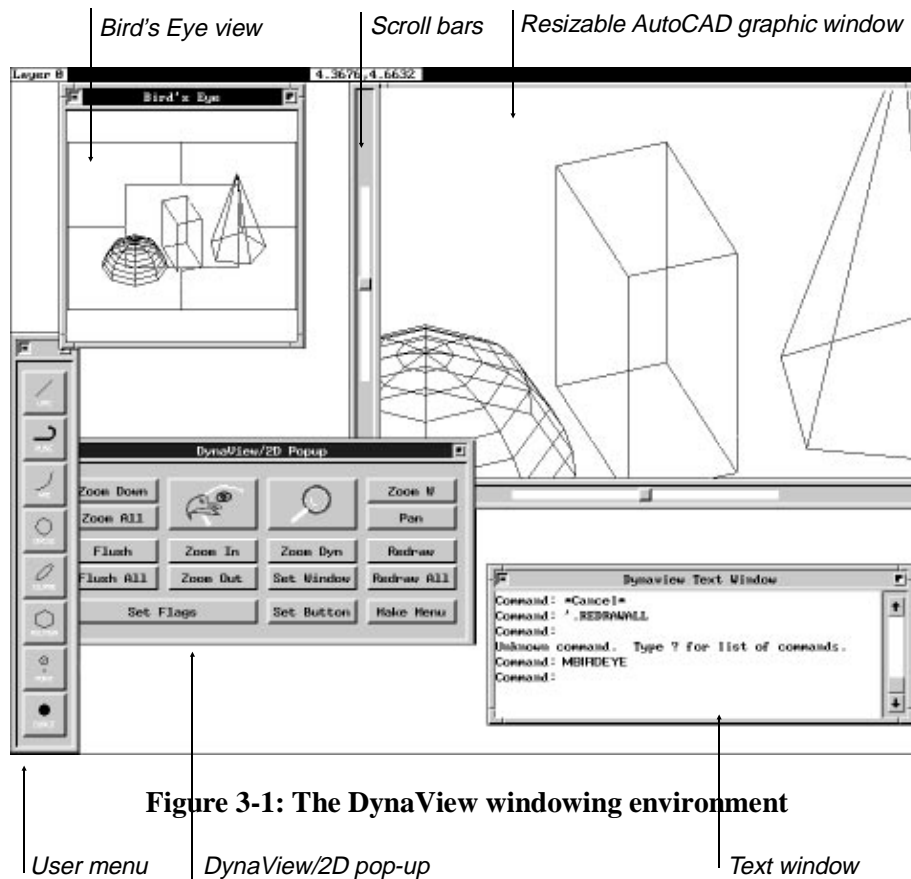 Bird's Eye view
Scroll bars
Resizable AutoCAD graphic window
Layer 0
4.3676,4.6632
Bird's Eye
DynaView/2D Popup
Zoom Down
Zoom W
Zoom All
Pan
Flush
Zoom In
Zoom Dyn
Redraw
Flush All
Zoom Out
Set Window
Redraw All
Set Flags
Set Button
Make Menu
Dynaview Text Window
Command: *Cancel*
Command: '.REDRAWALL
Command:
Unknown command. Type ? for list of commands.
Command: MBIRDEYE
Command:
Figure 3-1: The DynaView windowing environment
User menu
DynaView/2D pop-up
Text window